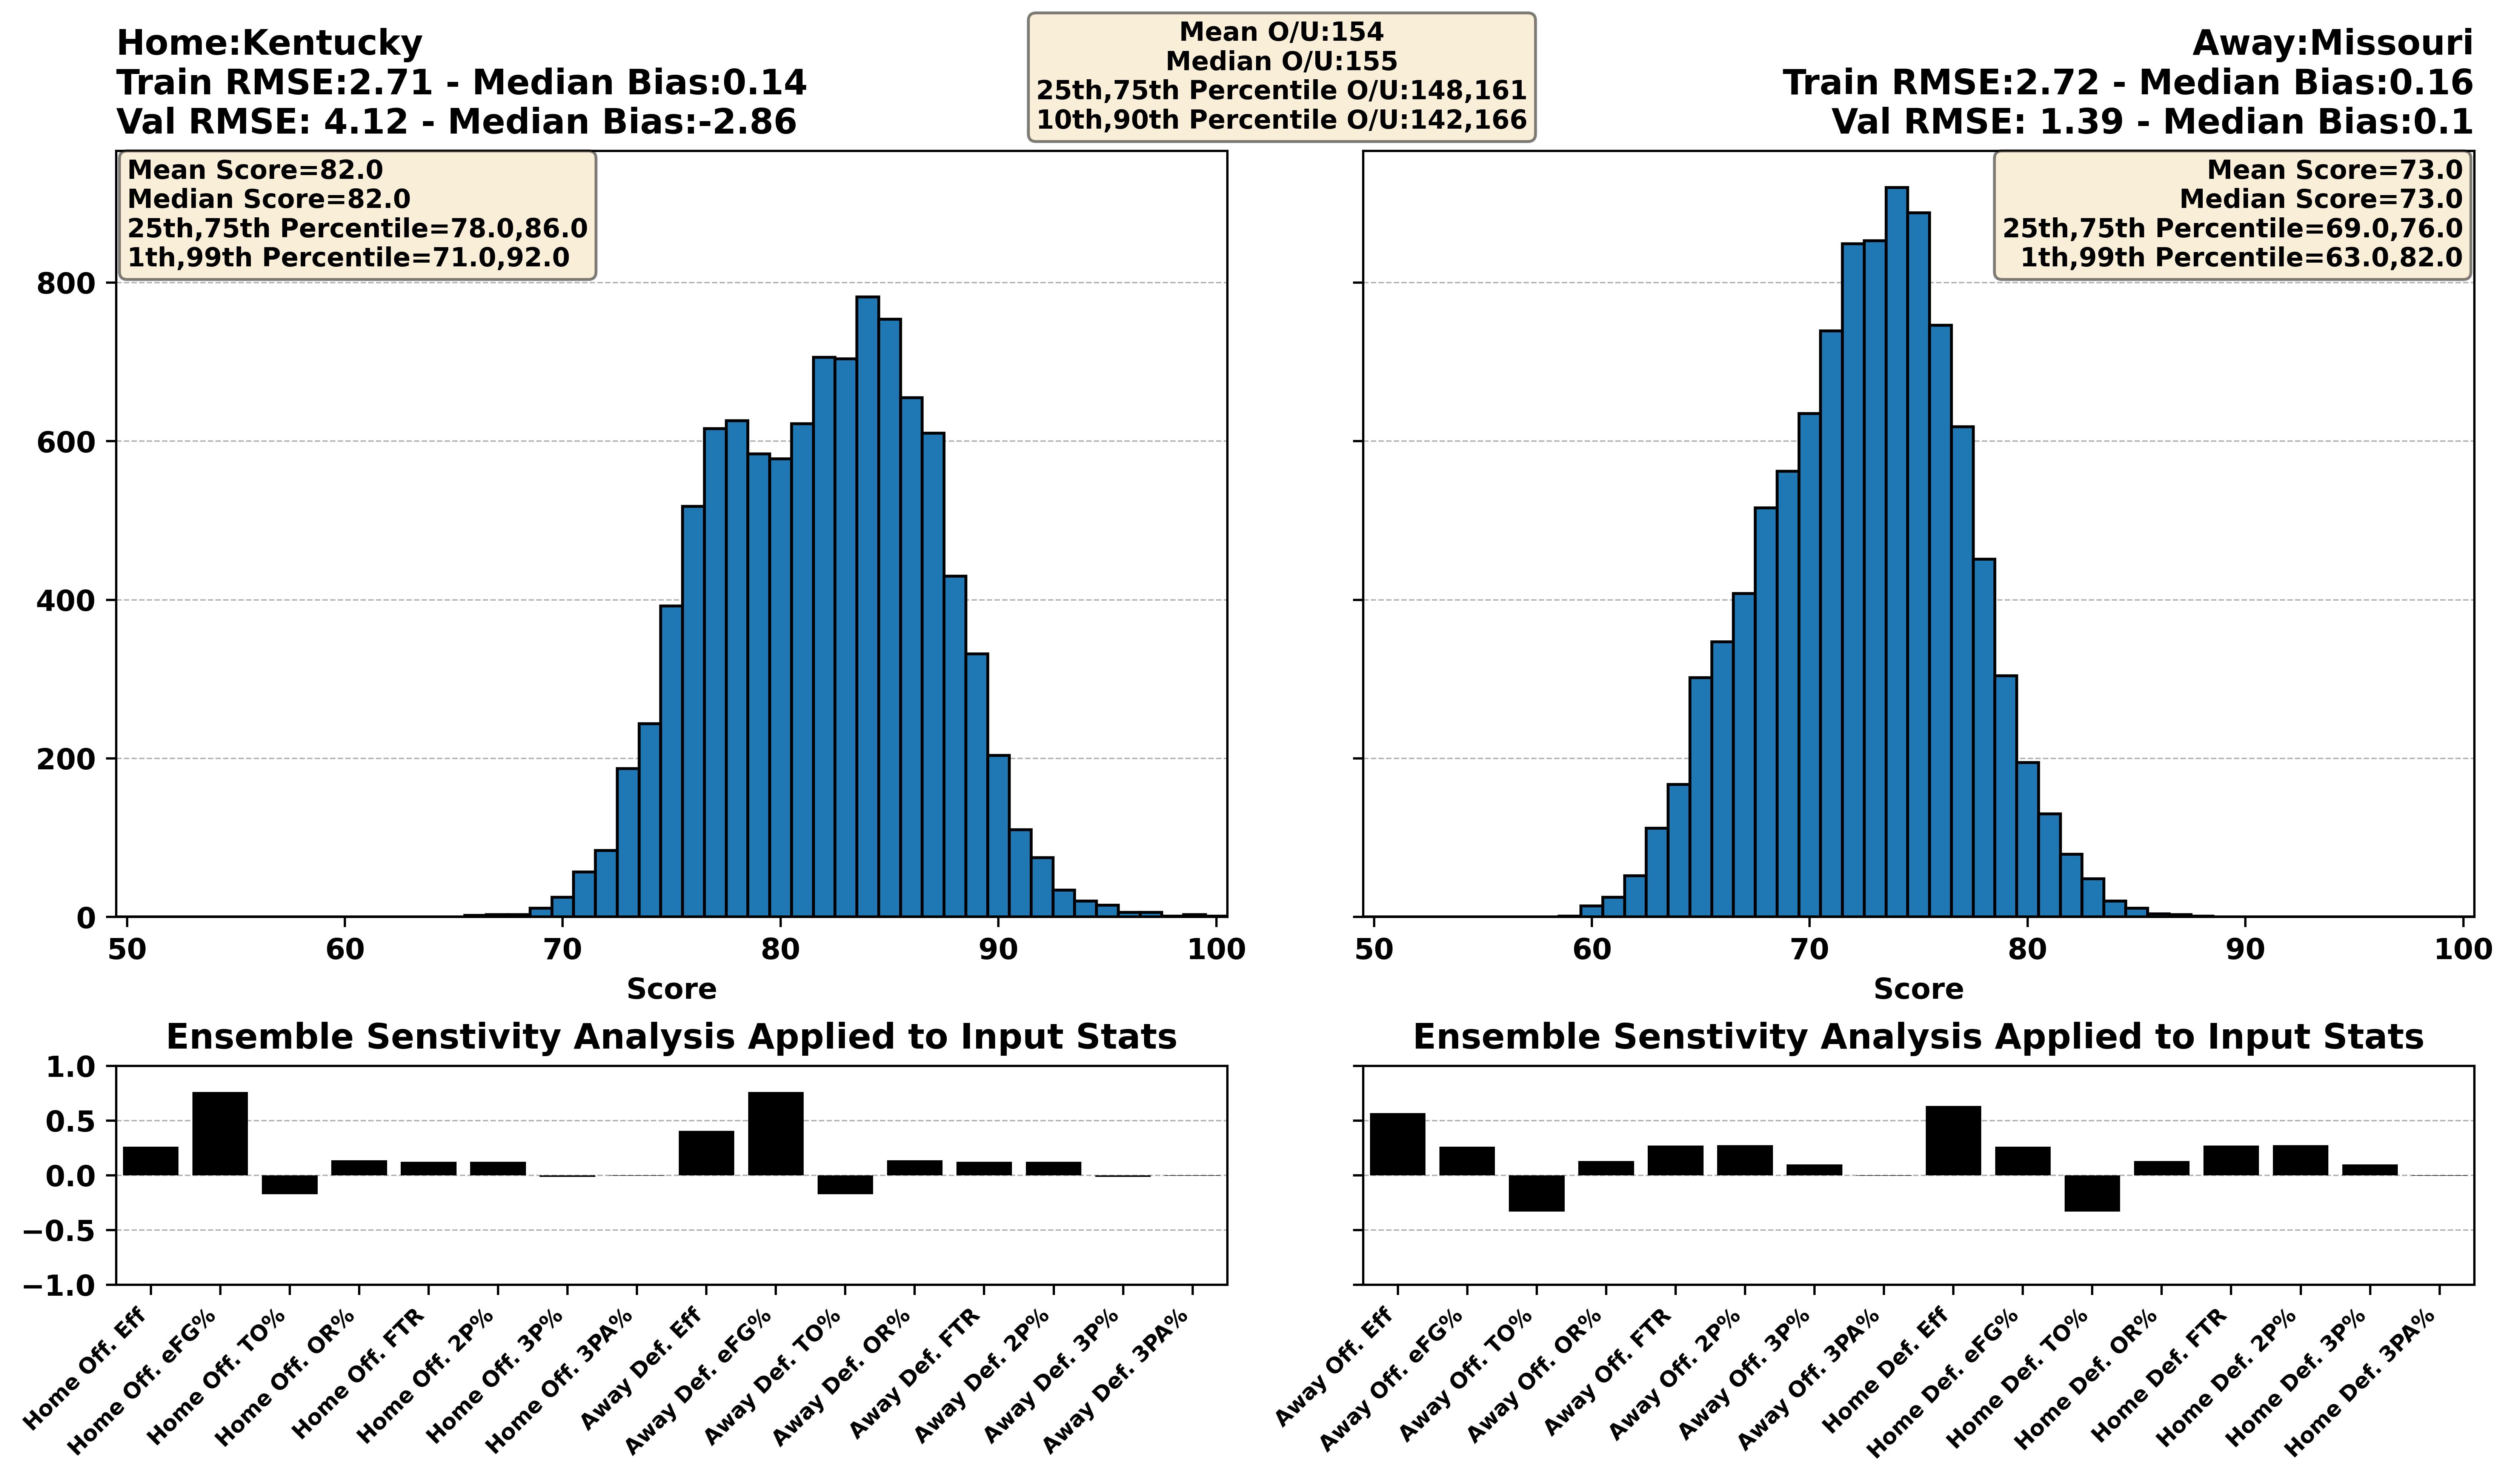 Mean O/U:154
Median O/U:155
25th,75th Percentile O/U:148,161
10th,90th Percentile O/U:142,166
Home:Kentucky
Train RMSE:2.71 - Median Bias:0.14
Val RMSE: 4.12 - Median Bias:-2.86
Away:Missouri
Train RMSE:2.72 - Median Bias:0.16
Val RMSE: 1.39 - Median Bias:0.1
Mean Score=82.0
Median Score=82.0
25th,75th Percentile=78.0,86.0
1th,99th Percentile=71.0,92.0
Mean Score=73.0
Median Score=73.0
25th,75th Percentile=69.0,76.0
1th,99th Percentile=63.0,82.0
800
600
400
200
0
50 60 70 80 90 100
Score
50 60 70 80 90 100
Score
Ensemble Senstivity Analysis Applied to Input Stats
Ensemble Senstivity Analysis Applied to Input Stats
1.0
0.5
0.0
−0.5
−1.0
Home Off. Eff
Home Off. eFG%
Home Off. TO%
Home Off. OR%
Home Off. FTR
Home Off. 2P%
Home Off. 3P%
Home Off. 3PA%
Away Def. Eff
Away Def. eFG%
Away Def. TO%
Away Def. OR%
Away Def. FTR
Away Def. 2P%
Away Def. 3P%
Away Def. 3PA%
Away Off. Eff
Away Off. eFG%
Away Off. TO%
Away Off. OR%
Away Off. FTR
Away Off. 2P%
Away Off. 3P%
Away Off. 3PA%
Home Def. Eff
Home Def. eFG%
Home Def. TO%
Home Def. OR%
Home Def. FTR
Home Def. 2P%
Home Def. 3P%
Home Def. 3PA%